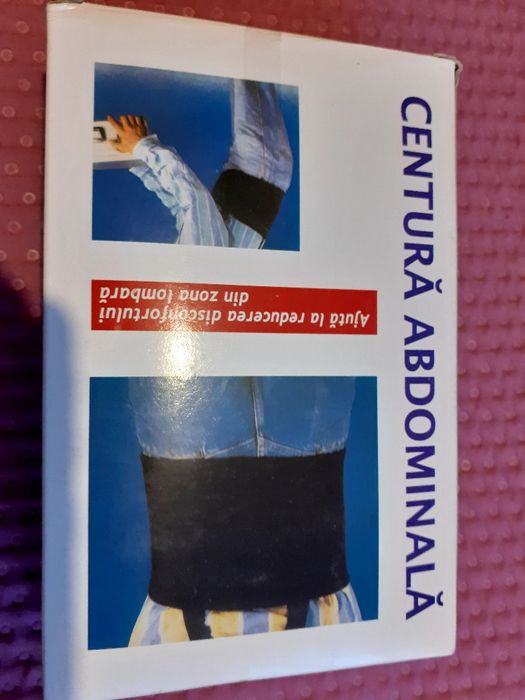 CENTURĂ ABDOMINALĂ
Ajută la reducerea disconfortului
din zona lombară